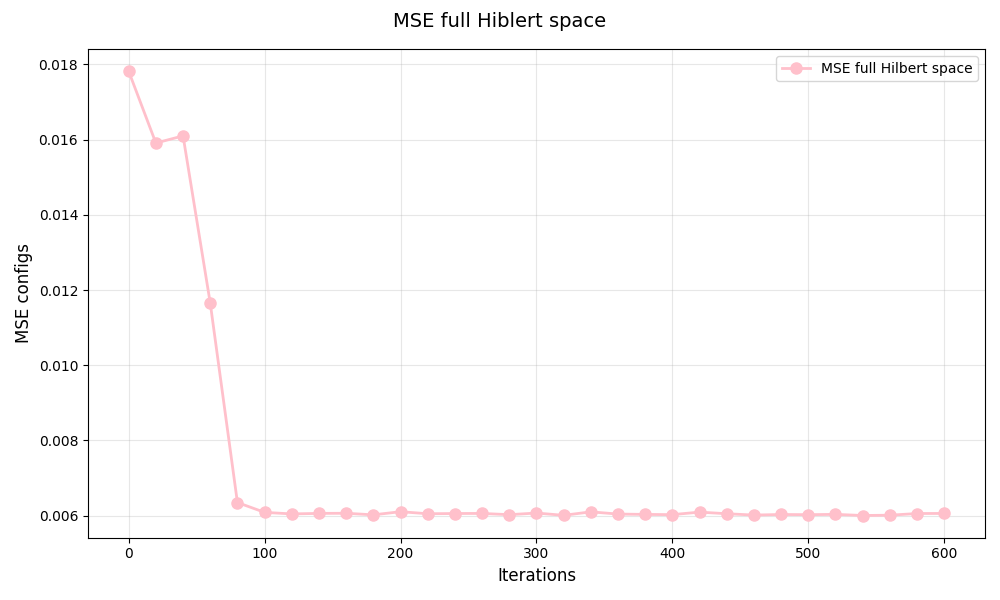 MSE full Hiblert space
MSE full Hilbert space
MSE configs
0.018
0.016
0.014
0.012
0.010
0.008
0.006
0 100 200 300 400 500 600
Iterations